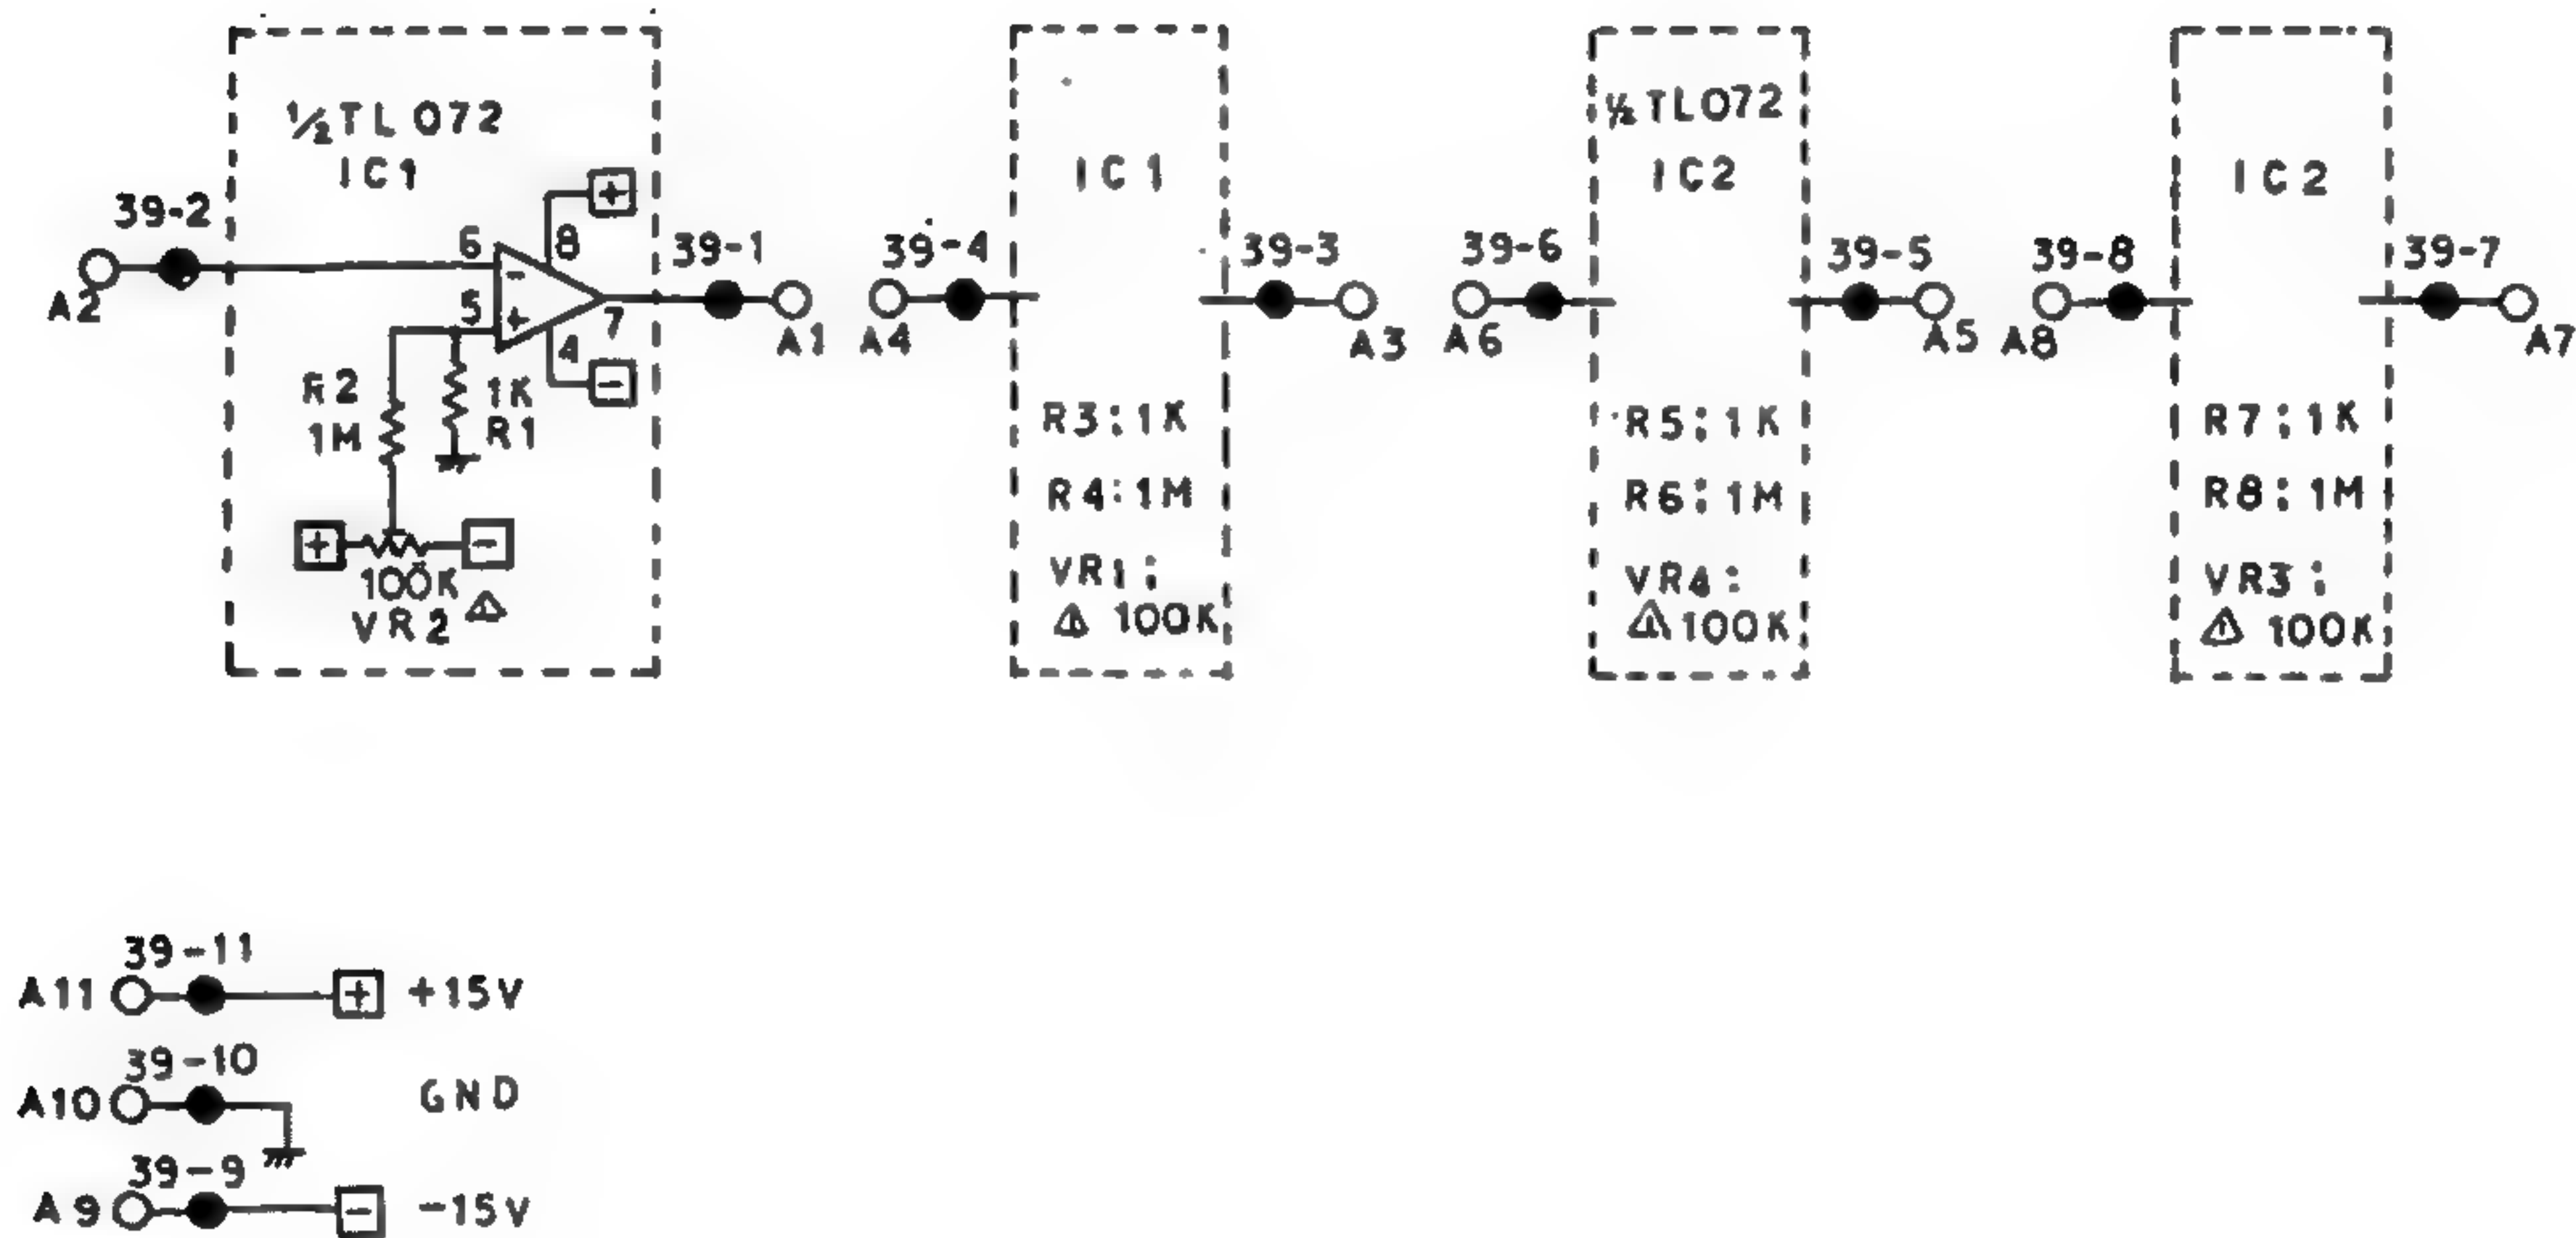 ½TL072
IC1
39-2
A2
6
-
5
+
8
+
7
4
-
R2
1M
1K
R1
+
-
100K
VR2
39-1
A1
39-4
A4
IC1
39-3
A3
R3:1K
R4:1M
VR1:
100K
39-6
A6
½TL072
IC2
39-5
A5
R5:1K
R6:1M
VR4:
100K
39-8
A8
IC2
39-7
A7
R7:1K
R8:1M
VR3:
100K
39-11
A11 + +15V
39-10
A10 GND
39-9
A9 - -15V